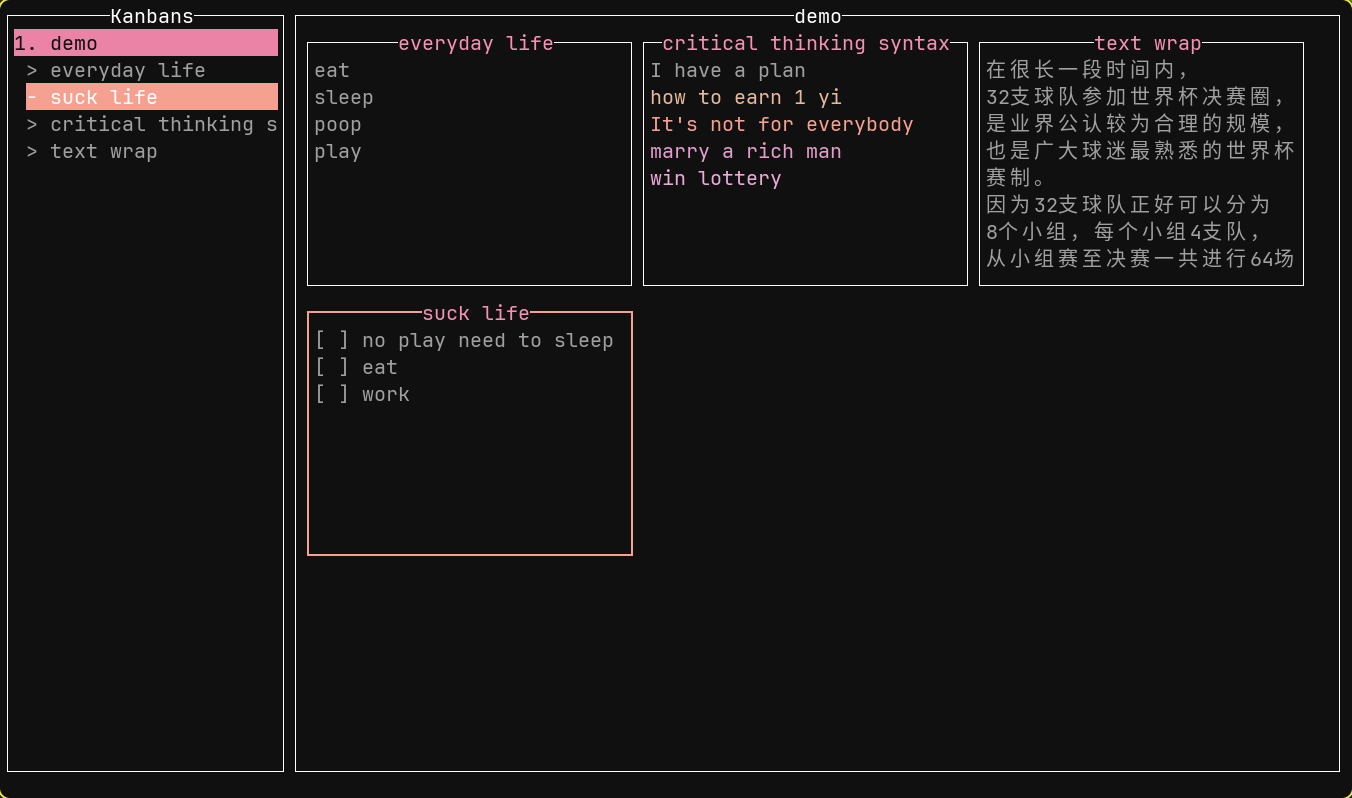 Kanbans
1. demo
> everyday life
- suck life
> critical thinking s
> text wrap
demo
everyday life
eat
sleep
poop
play
critical thinking syntax
I have a plan
how to earn 1 yi
It's not for everybody
marry a rich man
win lottery
text wrap
在很长一段时间内，
32支球队参加世界杯决赛圈，
是业界公认较为合理的规模，
也是广大球迷最熟悉的世界杯
赛制。
因为32支球队正好可以分为
8个小组，每个小组4支队，
从小组赛至决赛一共进行64场
suck life
[ ] no play need to sleep
[ ] eat
[ ] work